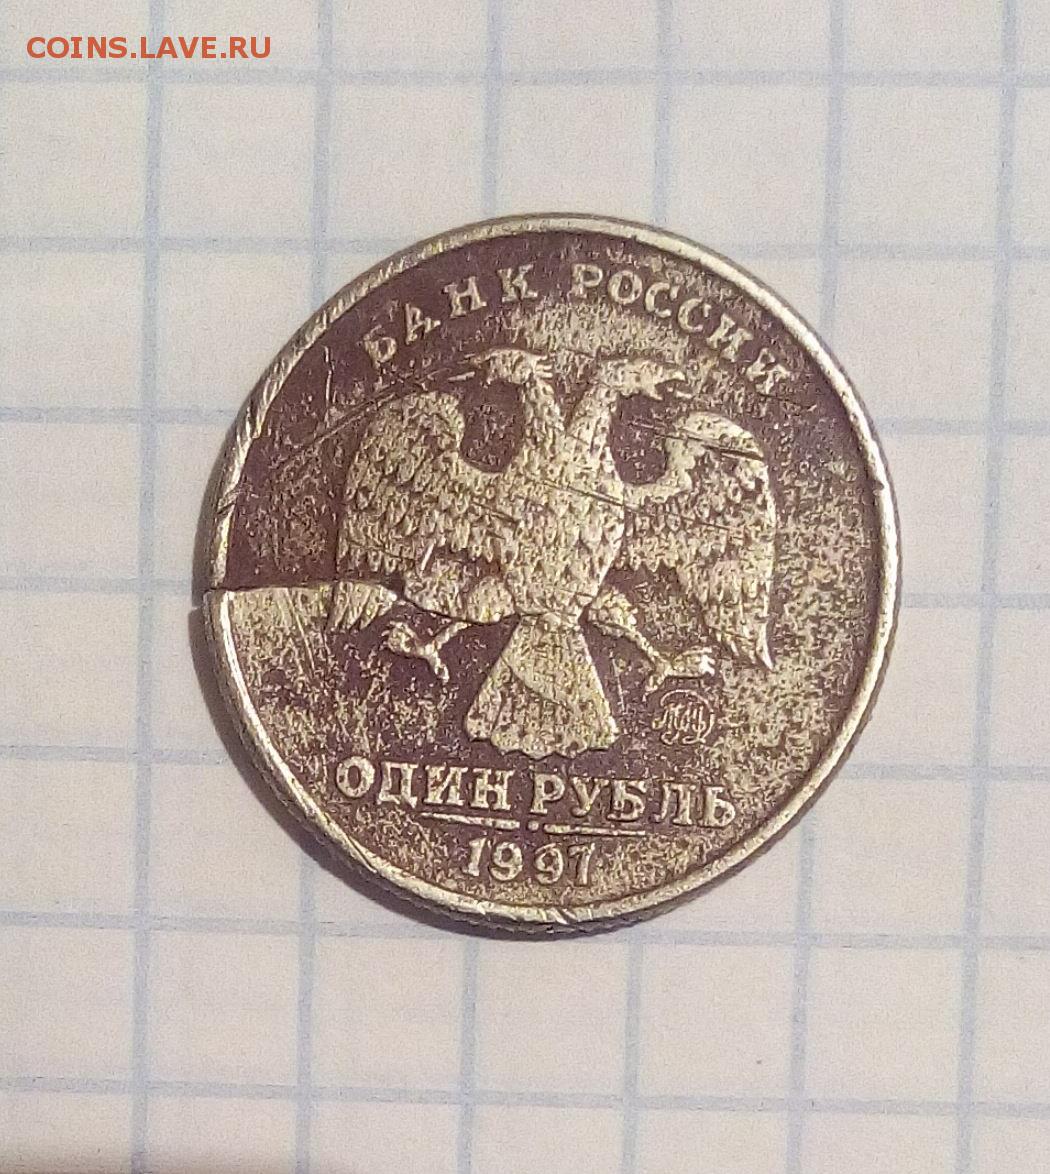 COINS.LAVE.RU
БАНК РОССИИ
ОДИН РУБЛЬ
1997